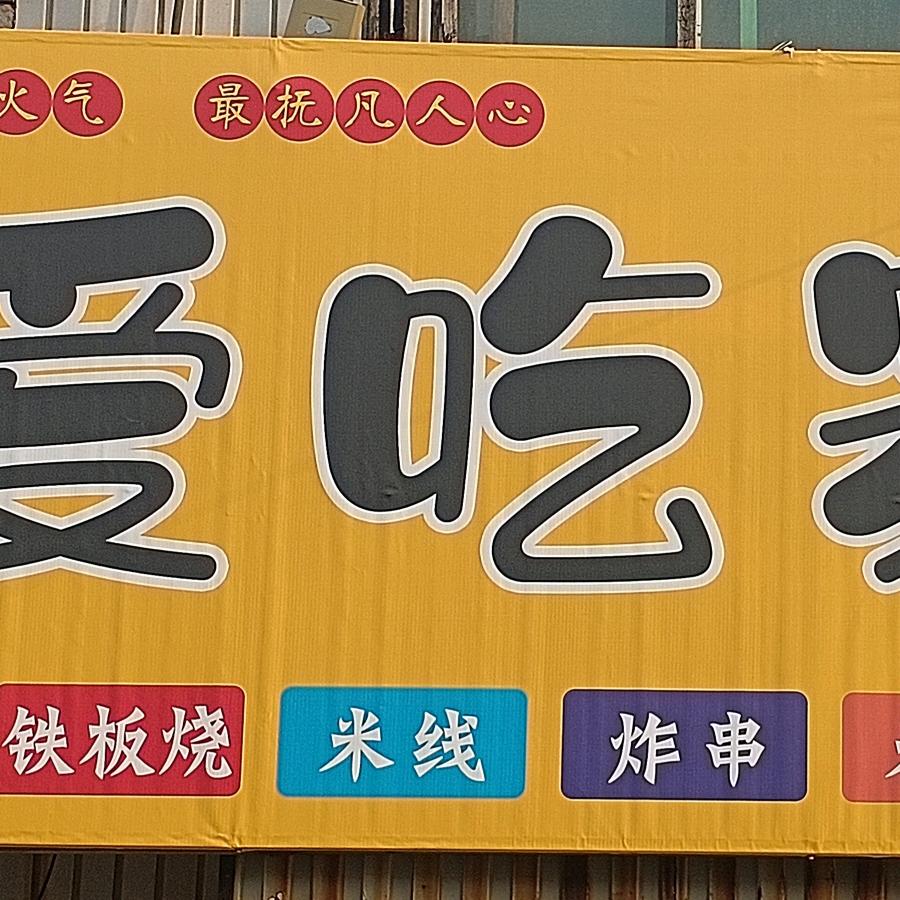 火气 最抚凡人心
爱吃
铁板烧 米线 炸串